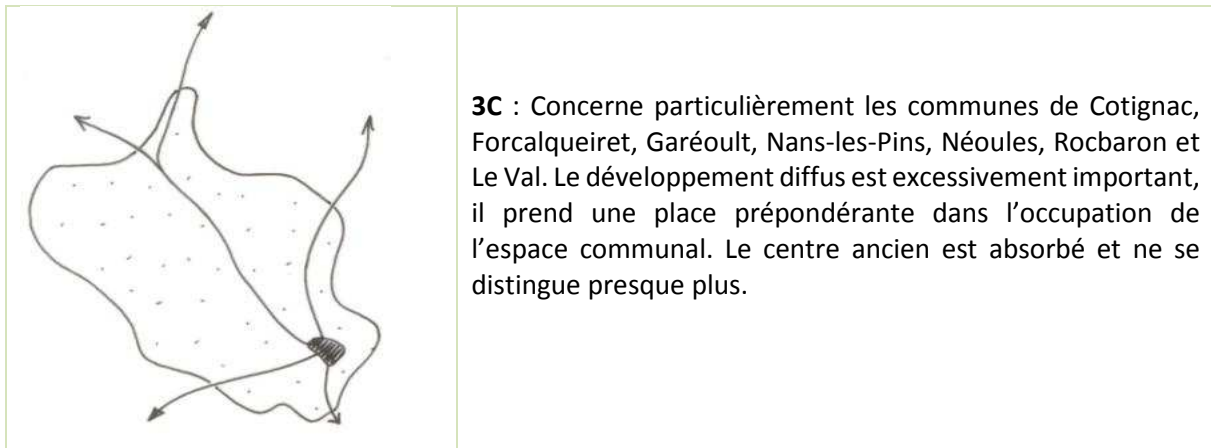 3C : Concerne particulièrement les communes de Cotignac,
Forcalqueiret, Garéoult, Nans-les-Pins, Néoules, Rocbaron et
Le Val. Le développement diffus est excessivement important,
il prend une place prépondérante dans l’occupation de
l’espace communal. Le centre ancien est absorbé et ne se
distingue presque plus.